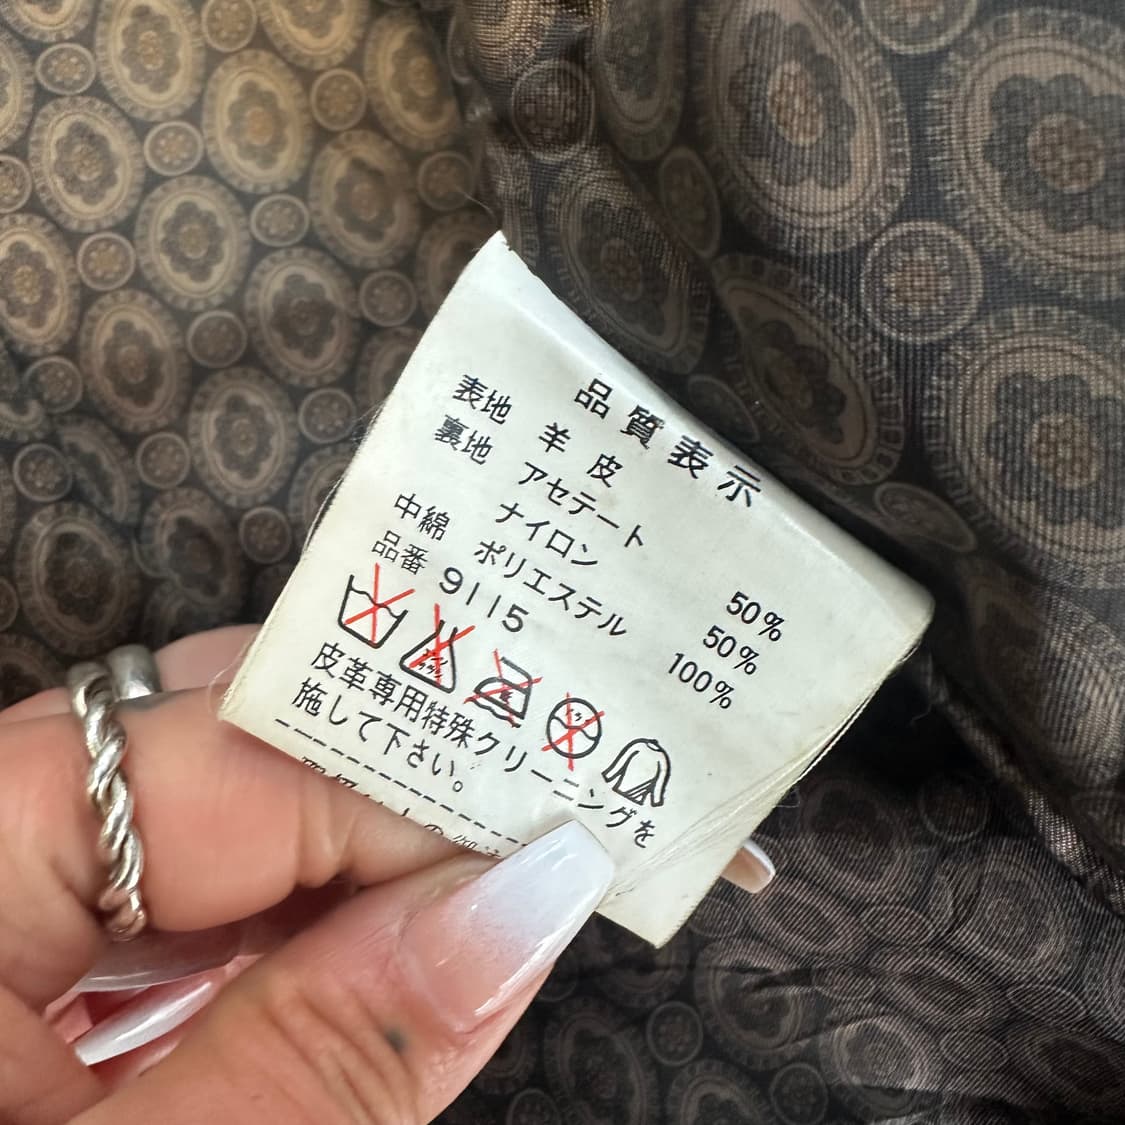 品質表示
表地 羊皮
裏地 アセテート 50%
ナイロン 50%
中綿 ポリエステル 100%
品番 9115
皮革専用特殊クリーニングを
施して下さい。